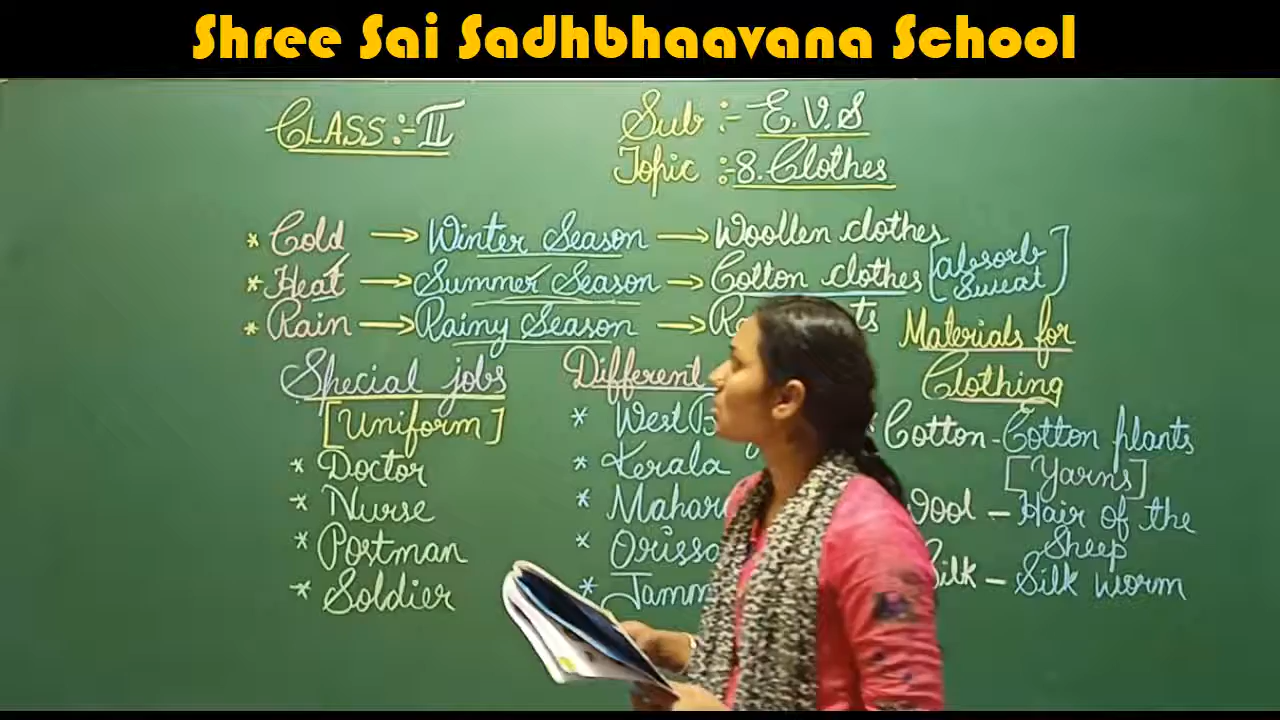 Shree Sai Sadhbhaavana School
CLASS :- II
Sub :- E.V.S
Topic :- 8. Clothes
* Cold → Winter Season → Woollen clothes
* Heat → Summer Season → Cotton clothes [absorb Sweat]
* Rain → Rainy Season →
Special jobs
[Uniform]
* Doctor
* Nurse
* Postman
* Soldier
Different
* West
* Kerala
*
* Orissa
*
Materials for
Clothing
Cotton - Cotton plants
[Yarns]
Wool - Hair of the
Sheep
Silk - Silk worm